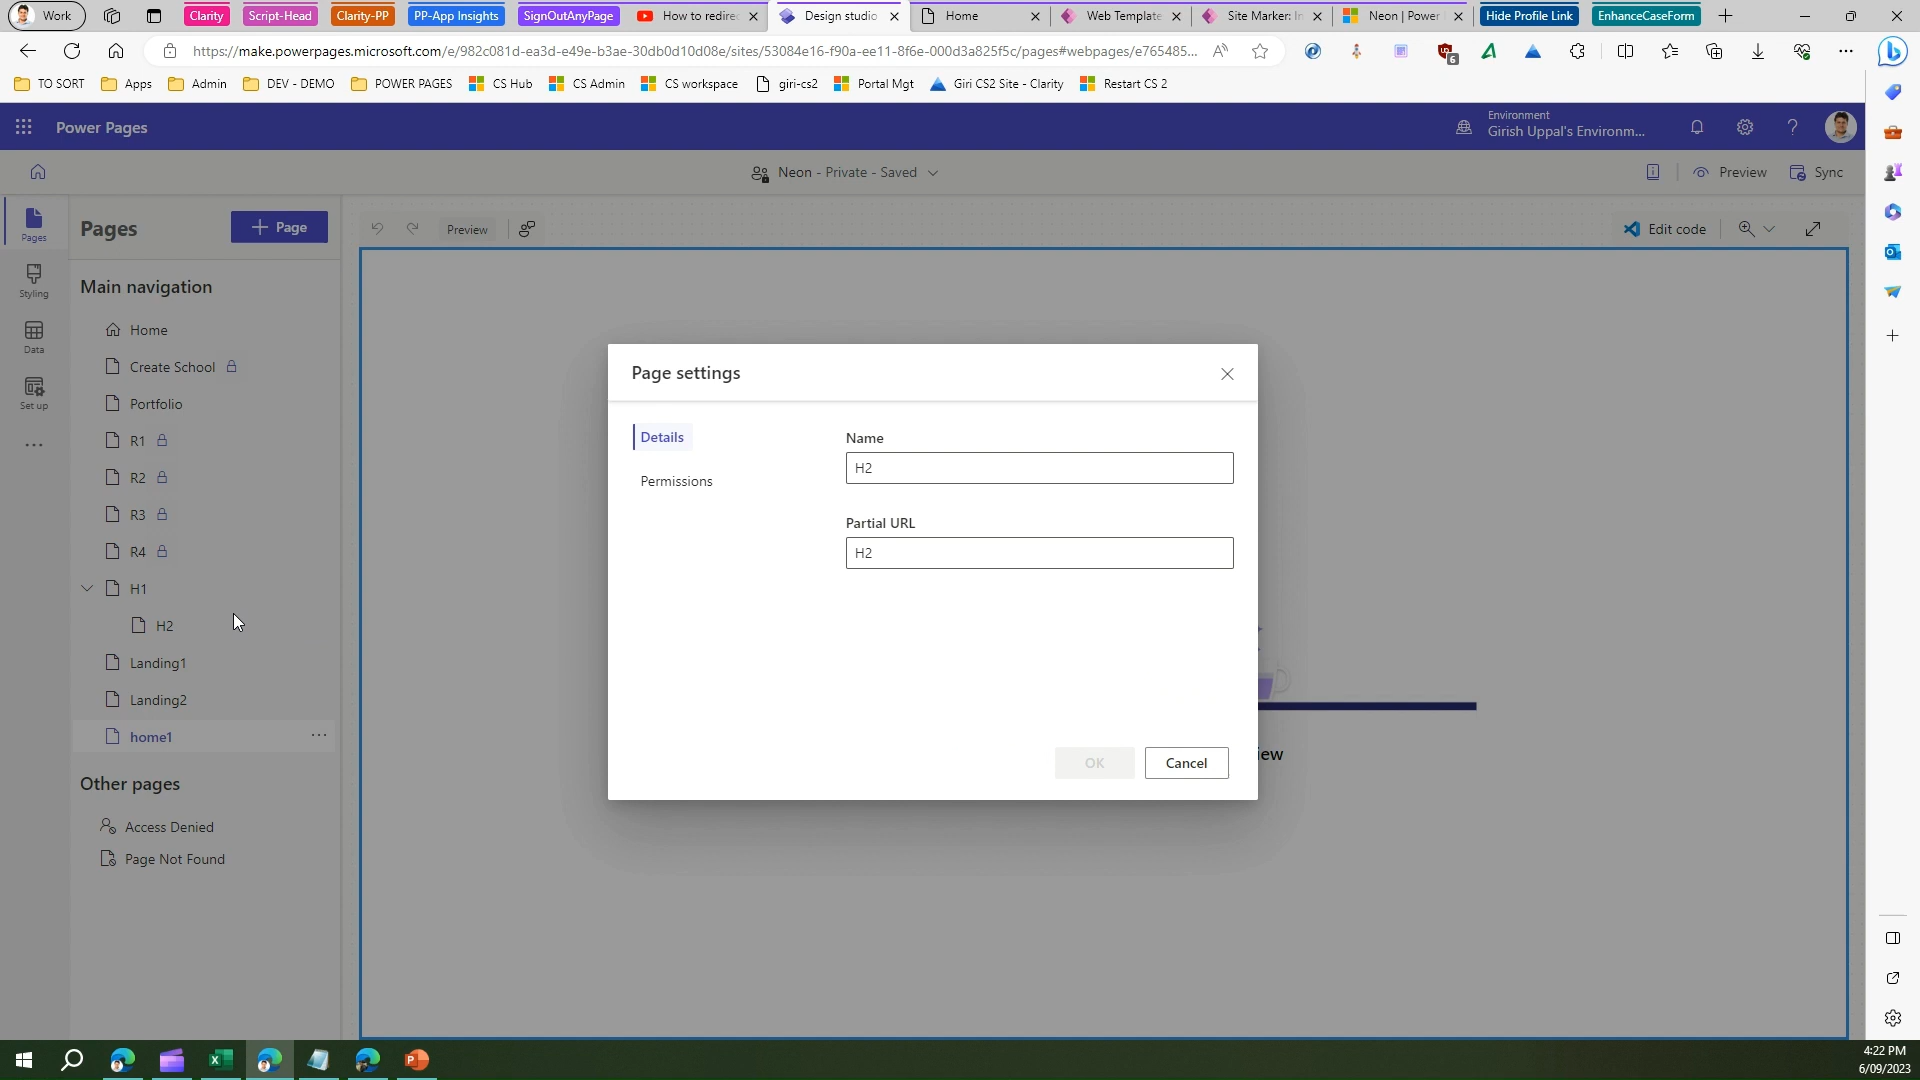 Work
Clarity
Script-Head
Clarity-PP
PP-App Insights
SignOutAnyPage
How to redirec
Design studio
Home
Web Template
Site Marker: In
Neon | Power
Hide Profile Link
EnhanceCaseForm
https://make.powerpages.microsoft.com/e/982c081d-ea3d-e49e-b3ae-30db0d10d08e/sites/53084e16-f90a-ee11-8f6e-000d3a825f5c/pages#webpages/e765485...
6
TO SORT
Apps
Admin
DEV - DEMO
POWER PAGES
CS Hub
CS Admin
CS workspace
giri-cs2
Portal Mgt
Giri CS2 Site - Clarity
Restart CS 2
Power Pages
Environment
Girish Uppal's Environm...
Neon - Private - Saved
Preview
Sync
Pages
Styling
Data
Set up
Pages
Page
Main navigation
Home
Create School
Portfolio
R1
R2
R3
R4
H1
H2
Landing1
Landing2
home1
Other pages
Access Denied
Page Not Found
Preview
Edit code
Page settings
Details
Permissions
Name
H2
Partial URL
H2
OK
Cancel
iew
4:22 PM
6/09/2023